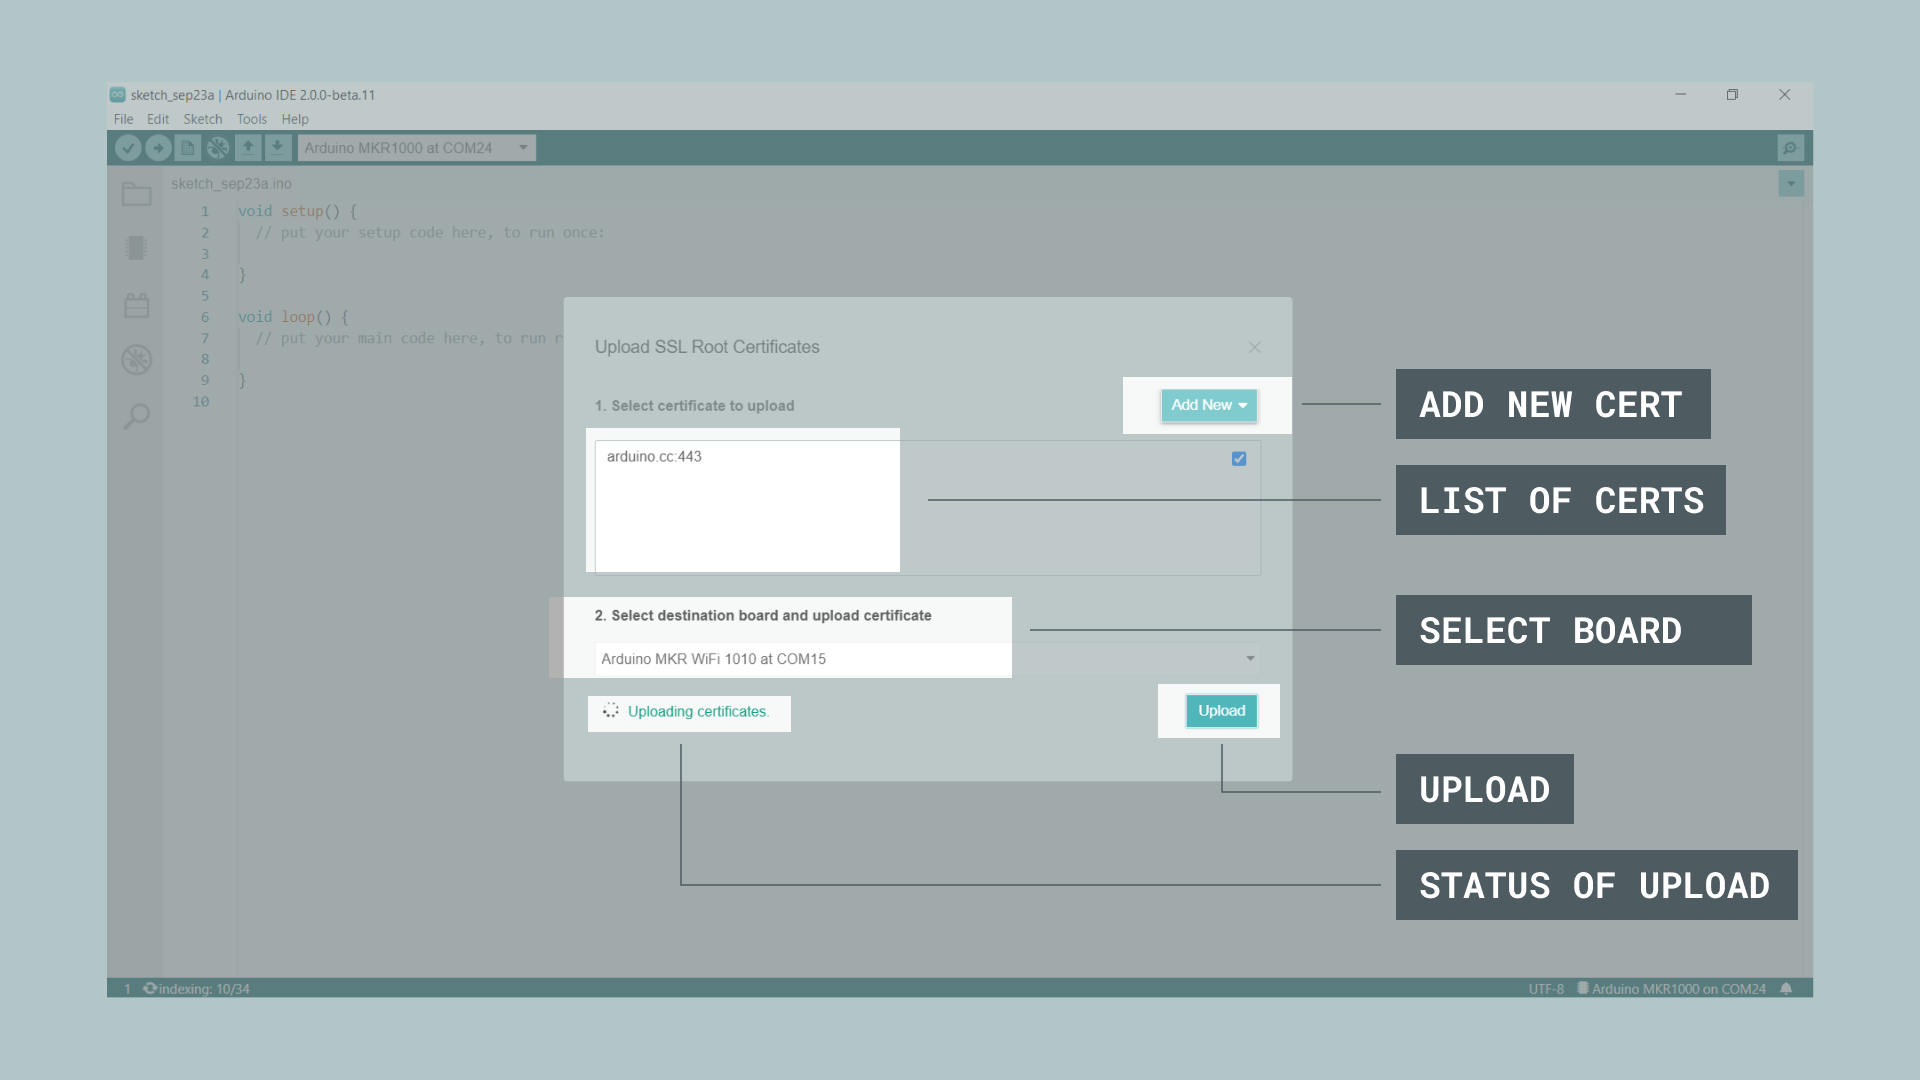 sketch_sep23a | Arduino IDE 2.0.0-beta.11
File Edit Sketch Tools Help
Arduino MKR1000 at COM24
sketch_sep23a.ino
1 void setup() {
2 // put your setup code here, to run once:
3
4 }
5
6 void loop() {
7 // put your main code here, to run r
8
9 }
10
Upload SSL Root Certificates
1. Select certificate to upload
Add New
arduino.cc:443
2. Select destination board and upload certificate
Arduino MKR WiFi 1010 at COM15
Uploading certificates.
Upload
ADD NEW CERT
LIST OF CERTS
SELECT BOARD
UPLOAD
STATUS OF UPLOAD
1 indexing: 10/34
UTF-8 Arduino MKR1000 on COM24